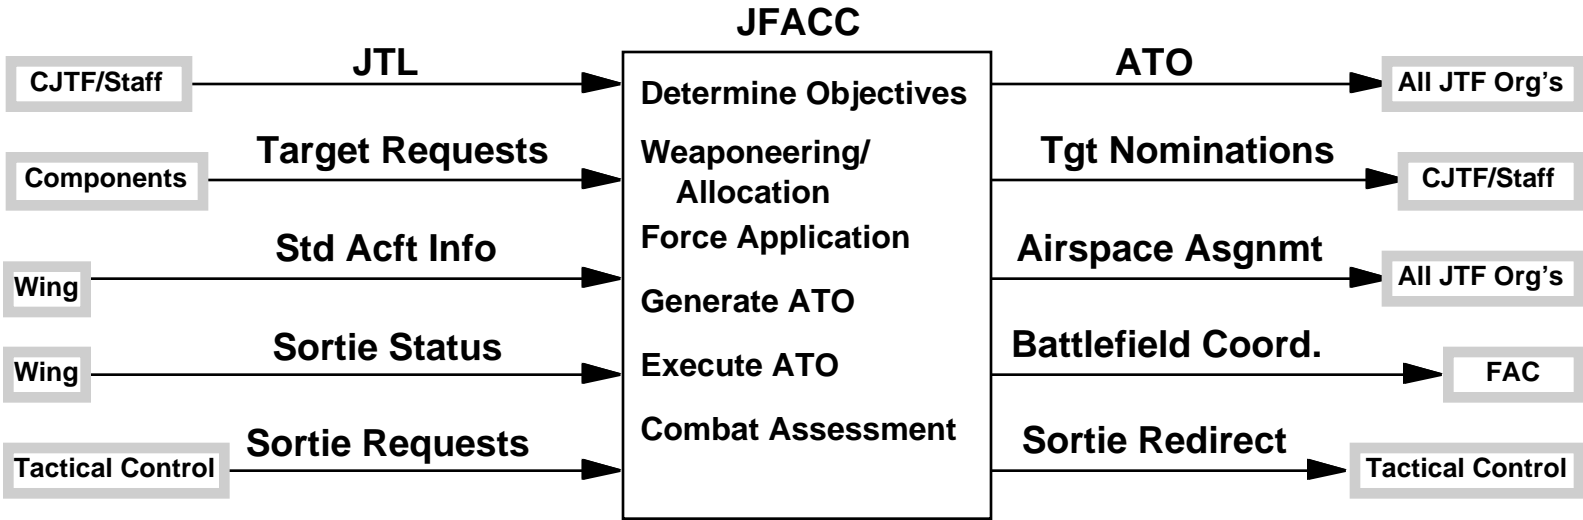 JFACC
JTL
CJTF/Staff
Target Requests
Components
Std Acft Info
Wing
Sortie Status
Wing
Sortie Requests
Tactical Control
Determine Objectives
Weaponeering/
Allocation
Force Application
Generate ATO
Execute ATO
Combat Assessment
ATO
All JTF Org's
Tgt Nominations
CJTF/Staff
Airspace Asgnmt
All JTF Org's
Battlefield Coord.
FAC
Sortie Redirect
Tactical Control